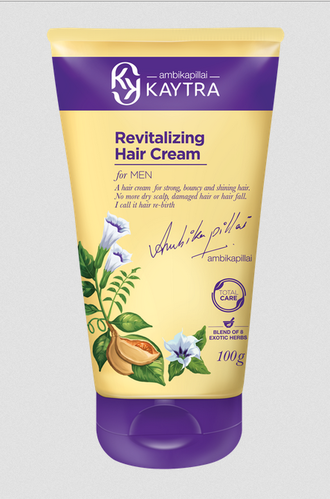 ambikapillai
KAYTRA
Revitalizing
Hair Cream
for MEN
A hair cream for strong, bouncy and shining hair.
No more dry scalp, damaged hair or hair fall.
I call it hair re-birth
Ambika pillai
ambikapillai
TOTAL
CARE
BLEND OF 8
EXOTIC HERBS
100g